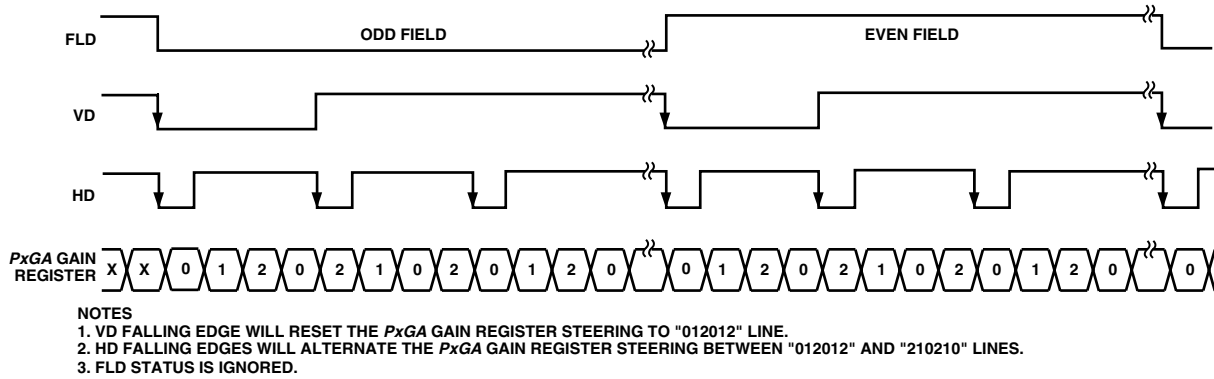 FLD
ODD FIELD
EVEN FIELD
VD
HD
PxGA GAIN
REGISTER
X X 0 1 2 0 2 1 0 2 0 1 2 0 0 1 2 0 2 1 0 2 0 1 2 0 0
NOTES
1. VD FALLING EDGE WILL RESET THE PxGA GAIN REGISTER STEERING TO "012012" LINE.
2. HD FALLING EDGES WILL ALTERNATE THE PxGA GAIN REGISTER STEERING BETWEEN "012012" AND "210210" LINES.
3. FLD STATUS IS IGNORED.